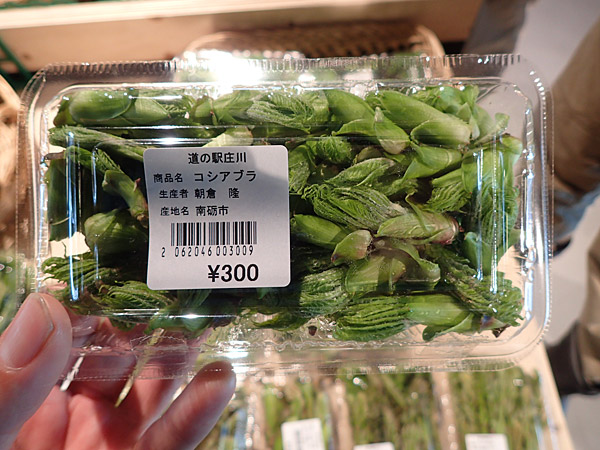 道の駅庄川
商品名 コシアブラ
生産者 朝倉 隆
産地名 南砺市
2 062046 003009
¥300